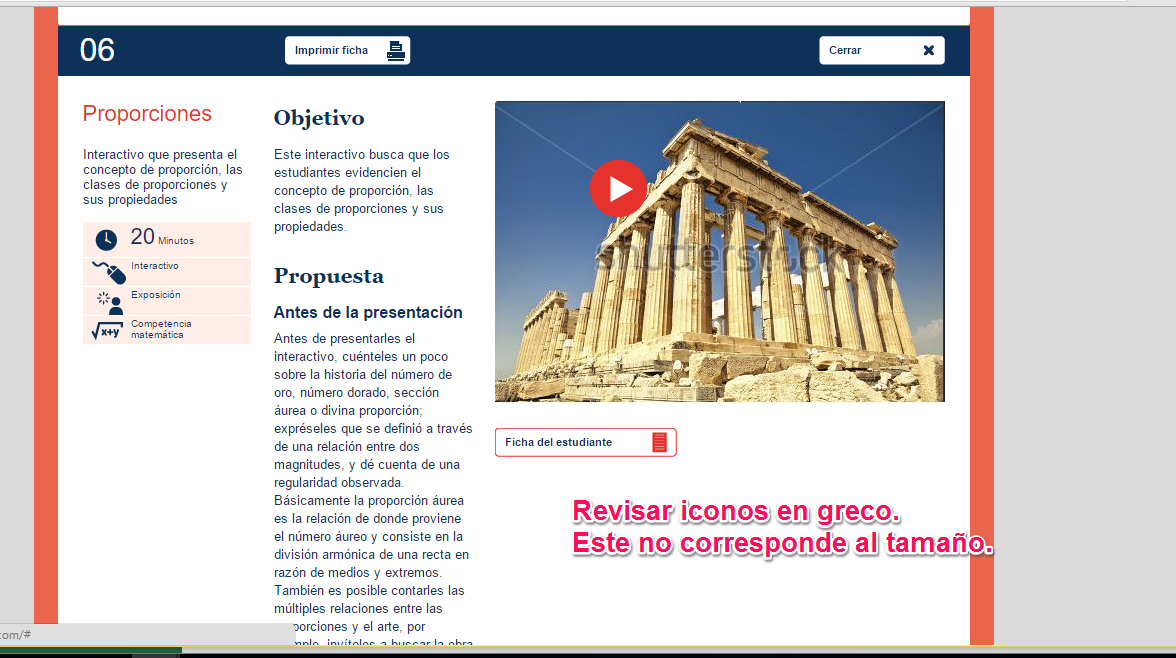 06
Imprimir ficha
Cerrar
Proporciones
Interactivo que presenta el
concepto de proporción, las
clases de proporciones y
sus propiedades
20 Minutos
Interactivo
Exposición
√x+y
Competencia
matemática
Objetivo
Este interactivo busca que los
estudiantes evidencien el
concepto de proporción, las
clases de proporciones y sus
propiedades.
Propuesta
Antes de la presentación
Antes de presentarles el
interactivo, cuénteles un poco
sobre la historia del número de
oro, número dorado, sección
áurea o divina proporción;
expréseles que se definió a través
de una relación entre dos
magnitudes, y dé cuenta de una
regularidad observada.
Básicamente la proporción áurea
es la relación de donde proviene
el número áureo y consiste en la
división armónica de una recta en
razón de medios y extremos.
También es posible contarles las
múltiples relaciones entre las
porciones y el arte, por
mplo, invíteles a buscar la obra
shutterstock
Ficha del estudiante
Revisar iconos en greco.
Este no corresponde al tamaño.
com/#